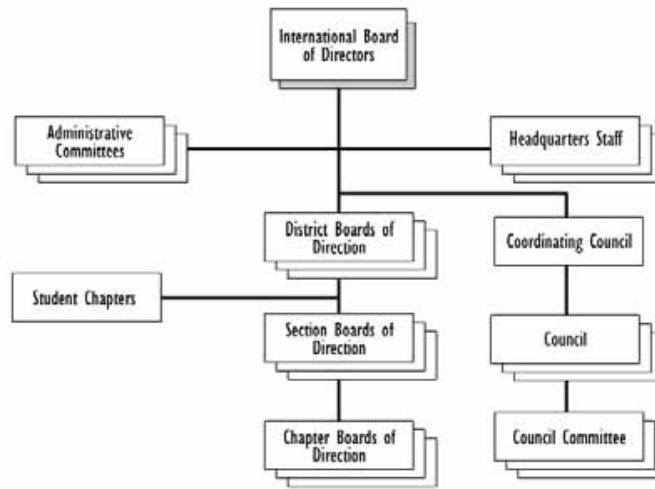 International Board
of Directors
Administrative
Committees
Headquarters Staff
District Boards of
Direction
Coordinating Council
Student Chapters
Section Boards of
Direction
Council
Chapter Boards of
Direction
Council Committee